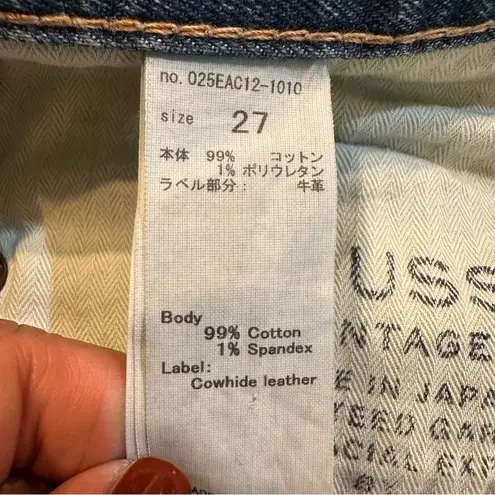 no. 025EAC12-1010
size 27
本体 99% コットン
1% ポリウレタン
ラベル部分: 牛革
Body
99% Cotton
1% Spandex
Label:
Cowhide leather
USS
NTAGE
E IN JAPA